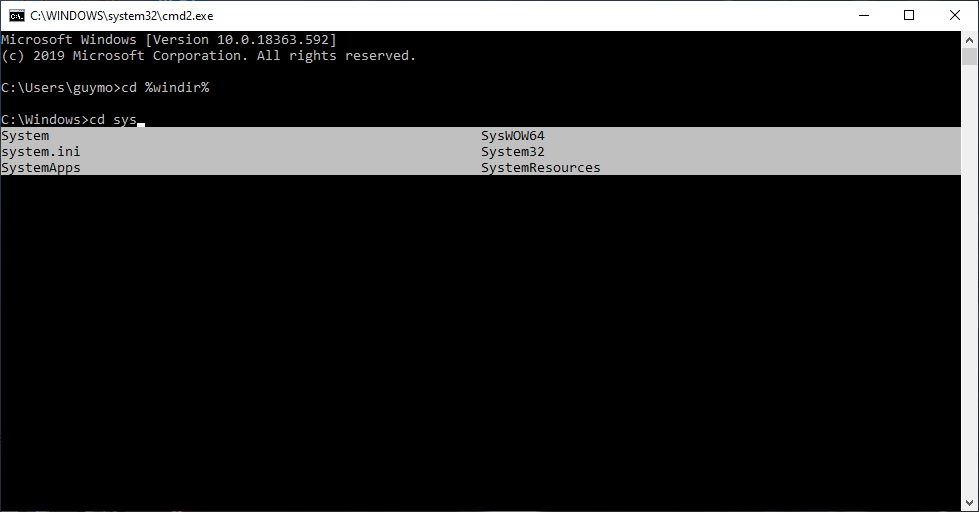 C:\WINDOWS\system32\cmd2.exe
Microsoft Windows [Version 10.0.18363.592]
(c) 2019 Microsoft Corporation. All rights reserved.
C:\Users\guymo>cd %windir%
C:\Windows>cd sys_
System SysWOW64
system.ini System32
SystemApps SystemResources